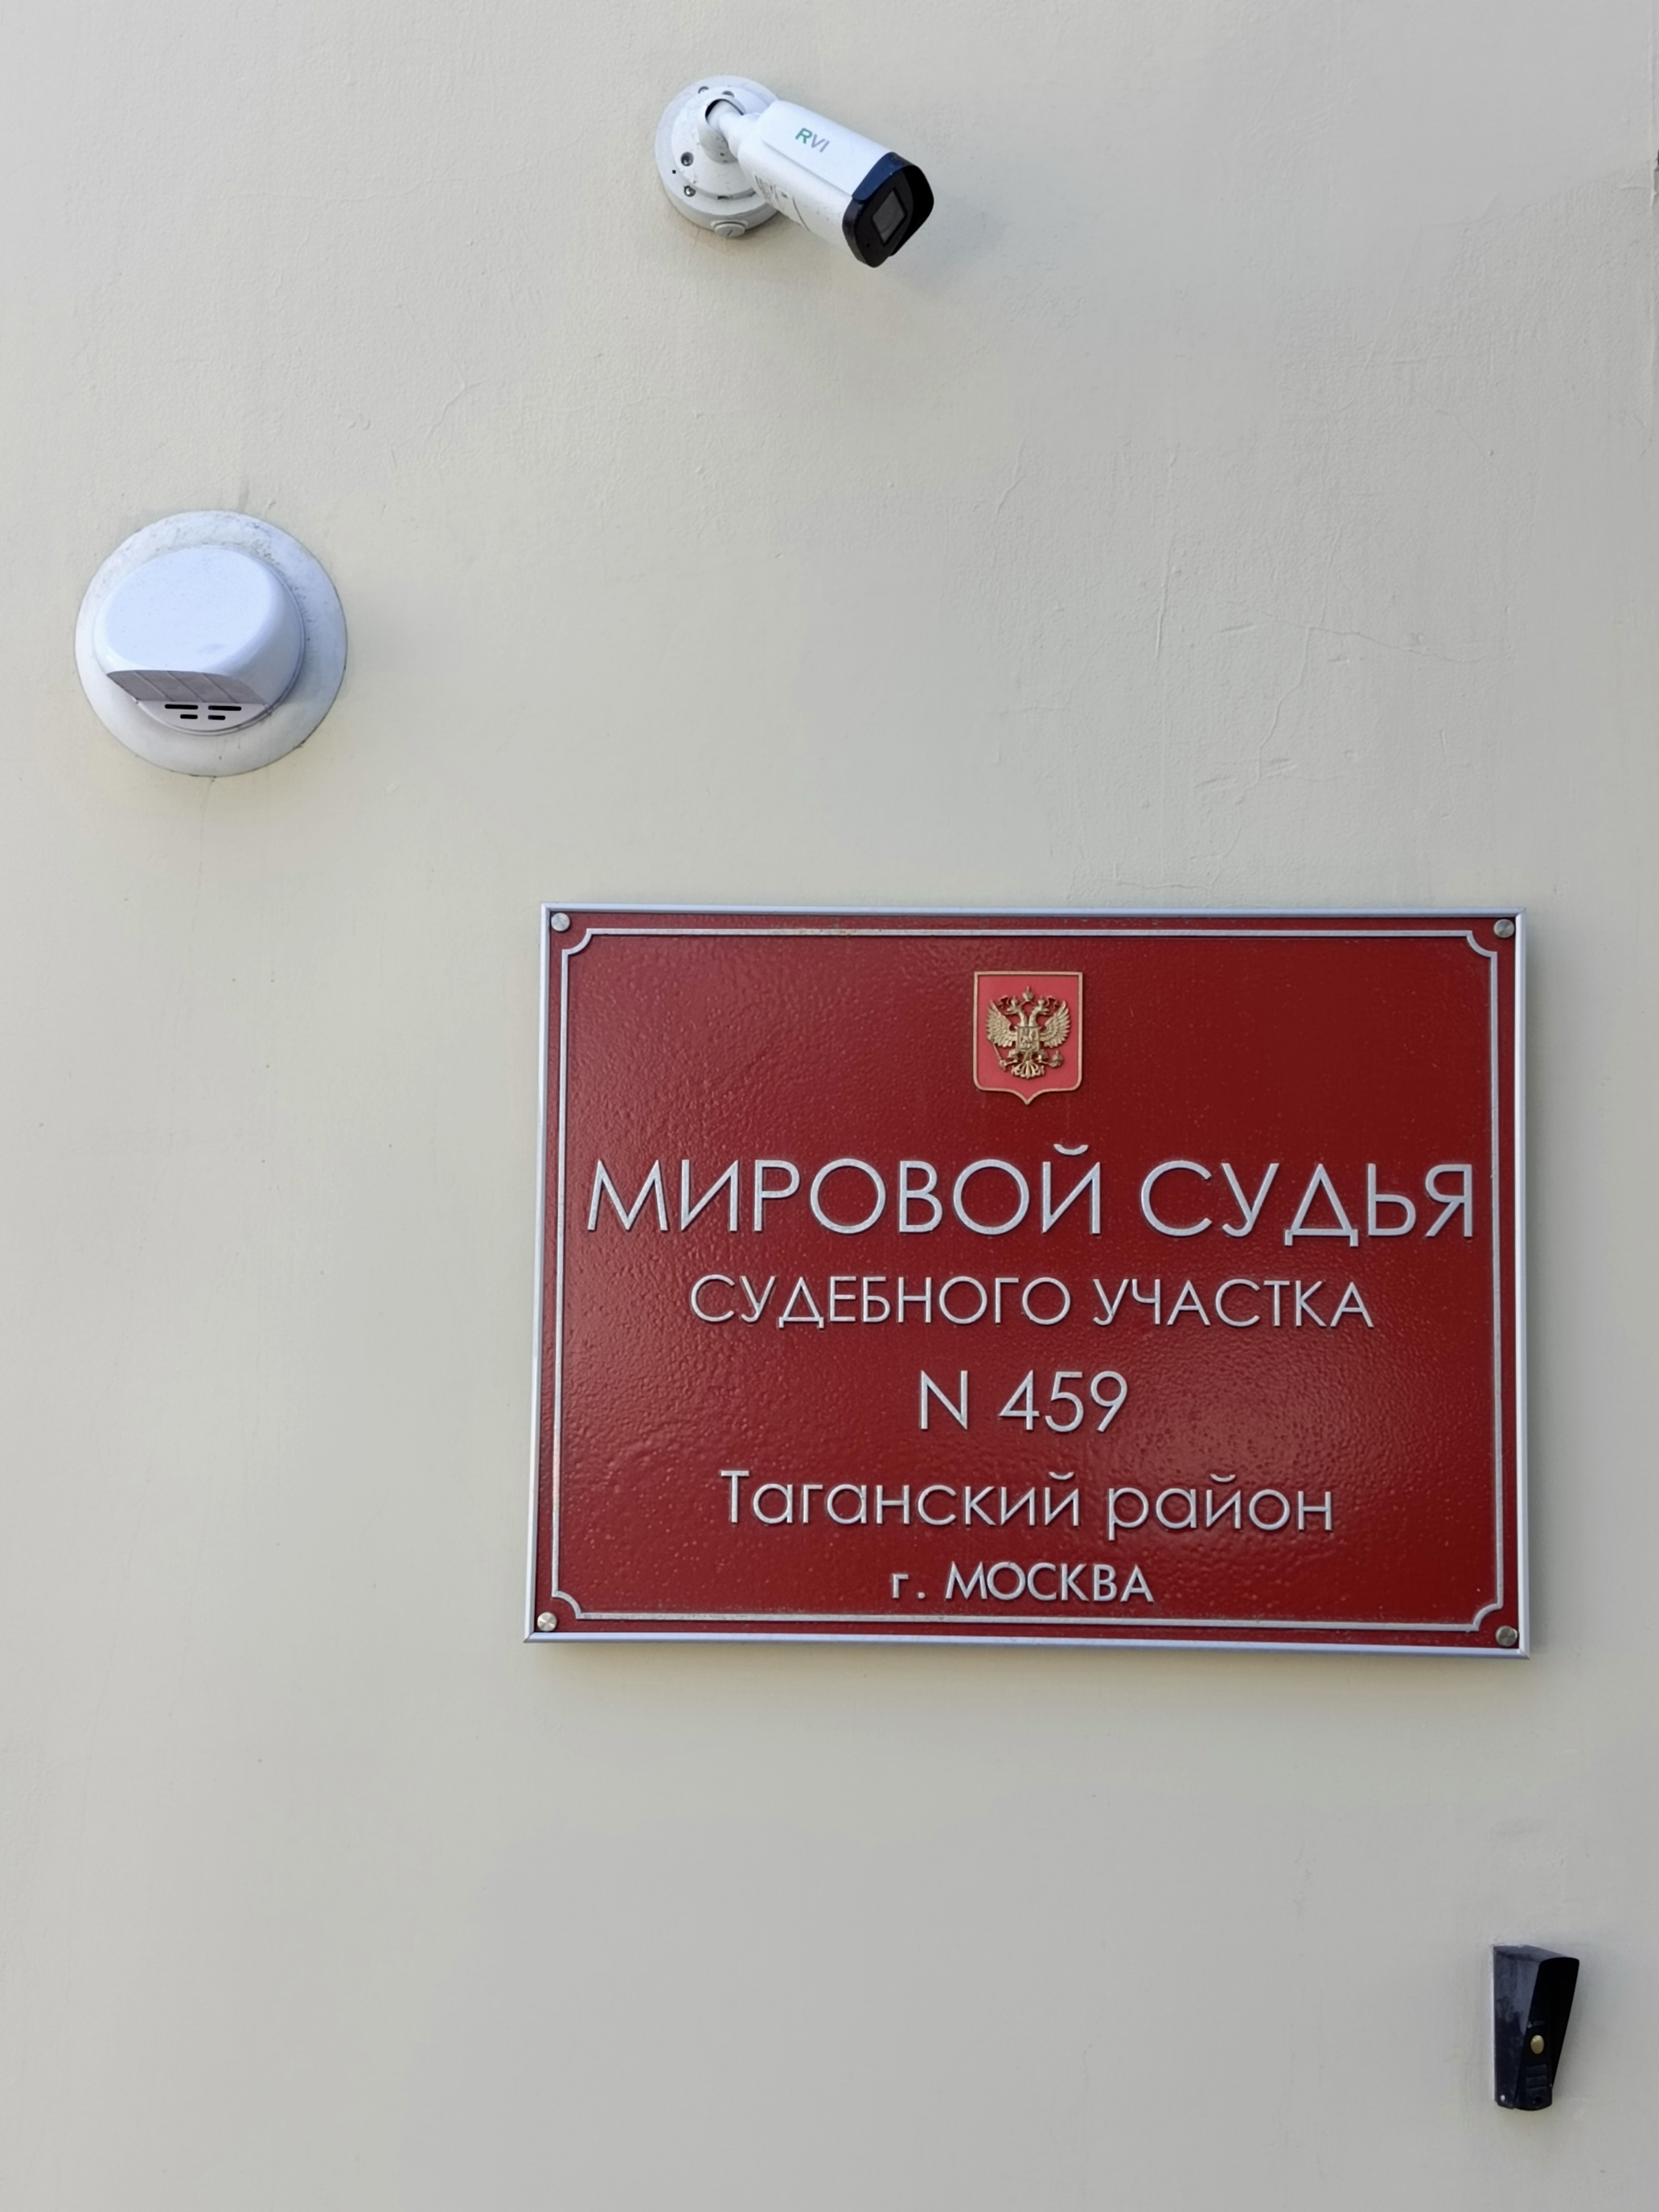 RVI
МИРОВОЙ СУДЬЯ
СУДЕБНОГО УЧАСТКА
N 459
Таганский район
г. МОСКВА